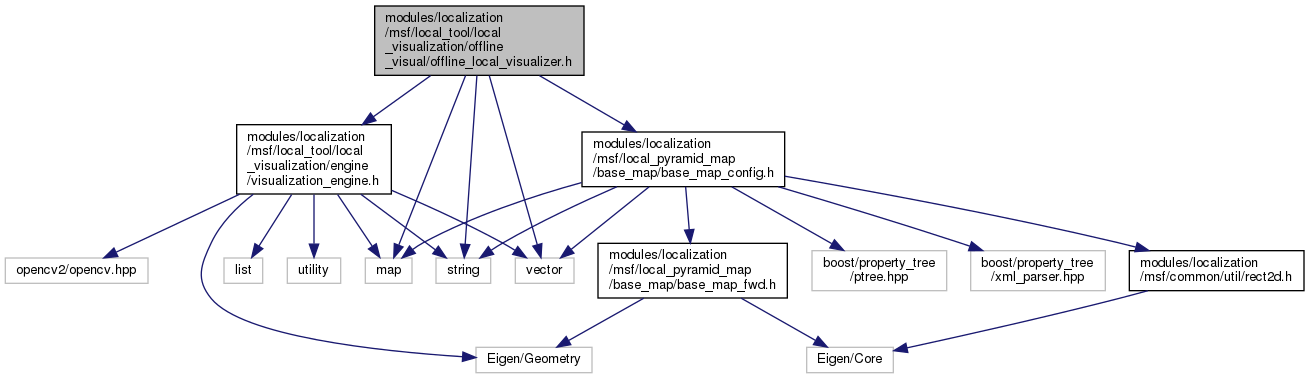 modules/localization
/msf/local_tool/local
_visualization/offline
_visual/offline_local_visualizer.h
modules/localization
/msf/local_tool/local
_visualization/engine
/visualization_engine.h
modules/localization
/msf/local_pyramid_map
/base_map/base_map_config.h
opencv2/opencv.hpp
list
utility
map
string
vector
modules/localization
/msf/local_pyramid_map
/base_map/base_map_fwd.h
boost/property_tree
/ptree.hpp
boost/property_tree
/xml_parser.hpp
modules/localization
/msf/common/util/rect2d.h
Eigen/Geometry
Eigen/Core